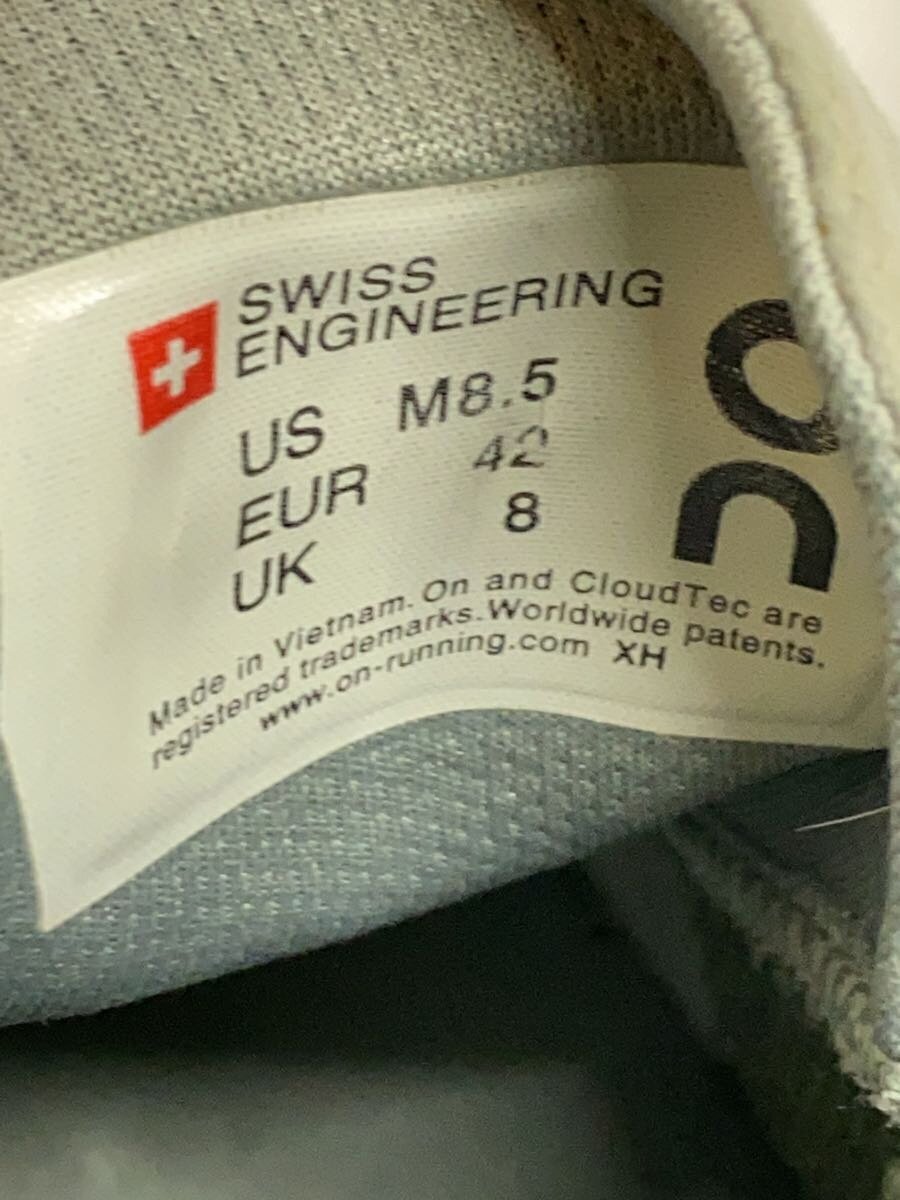 SWISS
ENGINEERING
US M8.5
EUR 42
UK 8
Made in Vietnam. On and CloudTec are
registered trademarks. Worldwide patents.
www.on-running.com XH
On